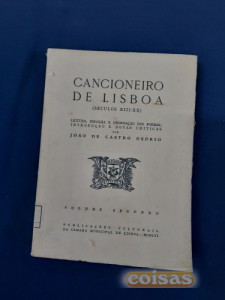 CANCIONEIRO
DE LISBOA
(SÉCULOS XIII-XX)
LEITURA, ESCOLHA E ORDENAÇÃO DOS POEMAS,
INTRODUÇÃO E NOTAS CRÍTICAS
POR
JOÃO DE CASTRO OSÓRIO
VOLUME SEGUNDO
PUBLICAÇÕES CULTURAIS
DA CÂMARA MUNICIPAL DE LISBOA
coisas